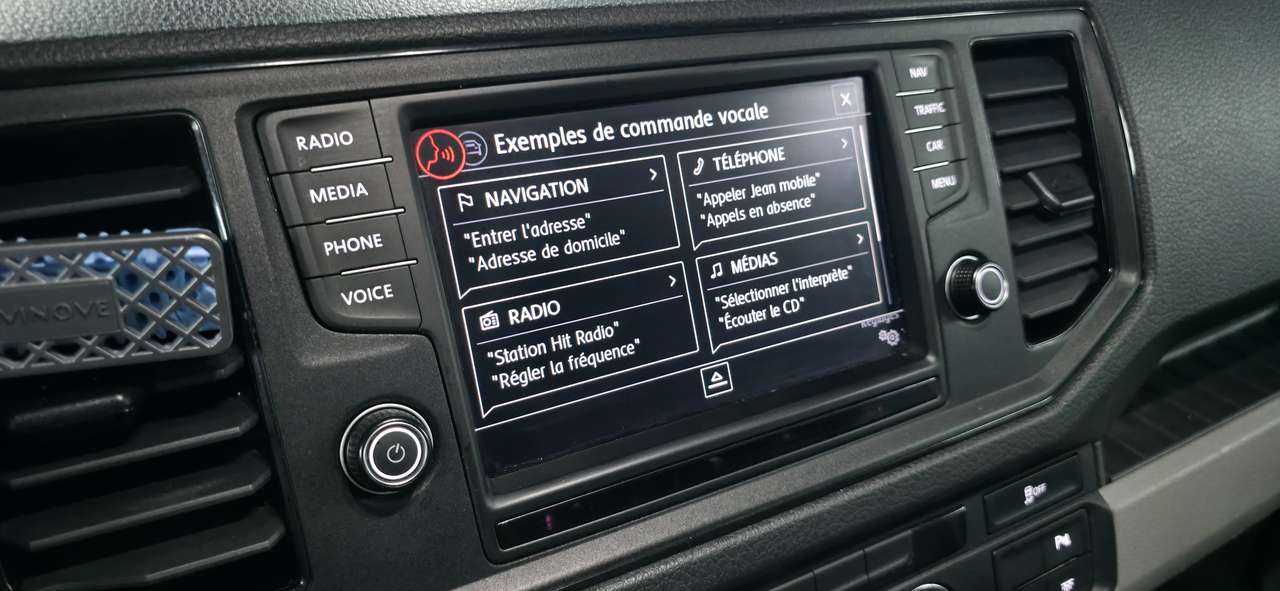 RADIO
MEDIA
PHONE
VOICE
VINOVE
Exemples de commande vocale
X
NAVIGATION
"Entrer l'adresse"
"Adresse de domicile"
TÉLÉPHONE
"Appeler Jean mobile"
"Appels en absence"
RADIO
"Station Hit Radio"
"Régler la fréquence"
MÉDIAS
"Sélectionner l'interprète"
"Écouter le CD"
Réglages
NAV
TRAFFIC
CAR
MENU
OFF
P